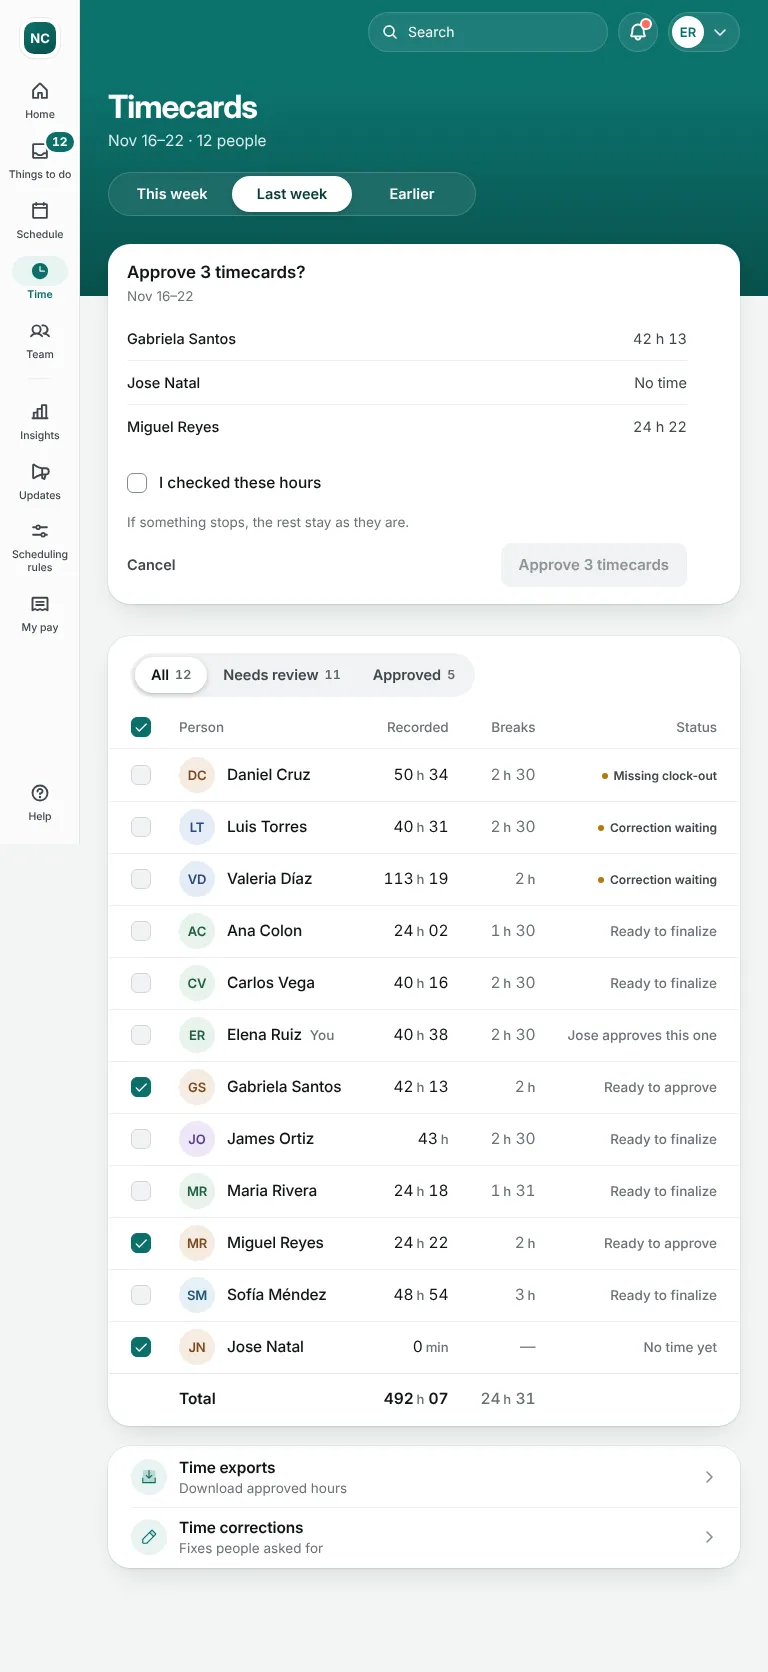 NC
Search
ER
Home
12
Things to do
Schedule
Time
Team
Insights
Updates
Scheduling
rules
My pay
Help
Timecards
Nov 16–22 · 12 people
This week Last week Earlier
Approve 3 timecards?
Nov 16–22
Gabriela Santos 42 h 13
Jose Natal No time
Miguel Reyes 24 h 22
I checked these hours
If something stops, the rest stay as they are.
Cancel Approve 3 timecards
All 12 Needs review 11 Approved 5
Person Recorded Breaks Status
DC Daniel Cruz 50 h 34 2 h 30 Missing clock-out
LT Luis Torres 40 h 31 2 h 30 Correction waiting
VD Valeria Díaz 113 h 19 2 h Correction waiting
AC Ana Colon 24 h 02 1 h 30 Ready to finalize
CV Carlos Vega 40 h 16 2 h 30 Ready to finalize
ER Elena Ruiz You 40 h 38 2 h 30 Jose approves this one
GS Gabriela Santos 42 h 13 2 h Ready to approve
JO James Ortiz 43 h 2 h 30 Ready to finalize
MR Maria Rivera 24 h 18 1 h 31 Ready to finalize
MR Miguel Reyes 24 h 22 2 h Ready to approve
SM Sofía Méndez 48 h 54 3 h Ready to finalize
JN Jose Natal 0 min — No time yet
Total 492 h 07 24 h 31
Time exports
Download approved hours
Time corrections
Fixes people asked for